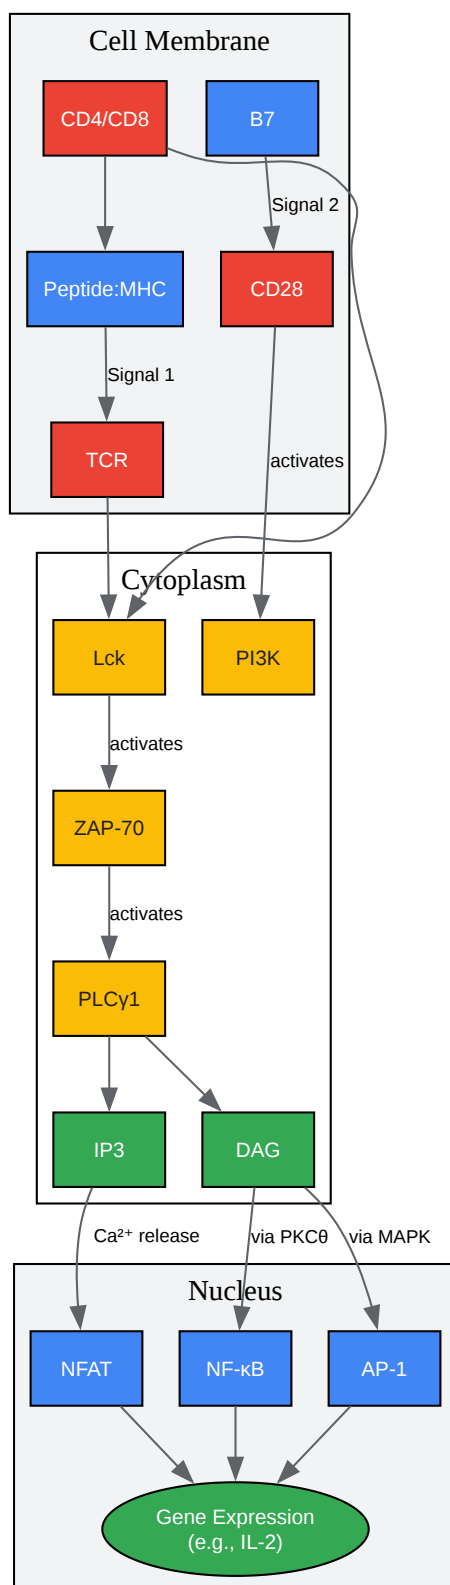 Cell Membrane
CD4/CD8
B7
Signal 2
Peptide:MHC
CD28
Signal 1
TCR
activates
Cytoplasm
Lck
PI3K
activates
ZAP-70
activates
PLCγ1
IP3
DAG
Ca²⁺ release
via PKCθ
via MAPK
Nucleus
NFAT
NF-κB
AP-1
Gene Expression
(e.g., IL-2)